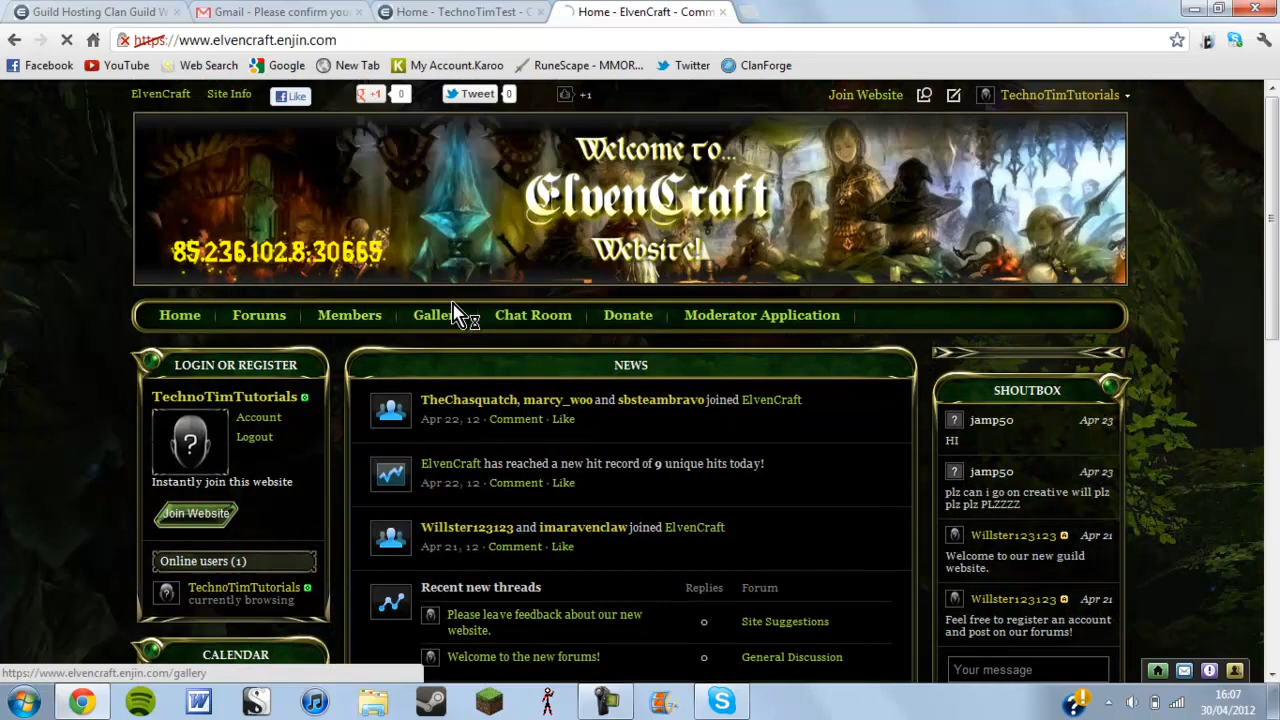 Guild Hosting Clan Guild W
Gmail - Please confirm your
Home - TechnoTimTest - C
Home - ElvenCraft - Comm
https://www.elvencraft.enjin.com
Facebook
YouTube
Web Search
Google
New Tab
My Account.Karoo
RuneScape - MMOR...
Twitter
ClanForge
ElvenCraft
Site Info
Like
+1
0
Tweet
0
+1
Join Website
TechnoTimTutorials
Welcome to...
ElvenCraft
Website!
85.236.102.8:30665
Home
Forums
Members
Gallery
Chat Room
Donate
Moderator Application
LOGIN OR REGISTER
TechnoTimTutorials
Account
Logout
Instantly join this website
Join Website
Online users (1)
TechnoTimTutorials
currently browsing
CALENDAR
NEWS
TheChasquatch, marcy_woo and sbsteambravo joined ElvenCraft
Apr 22, 12 · Comment · Like
ElvenCraft has reached a new hit record of 9 unique hits today!
Apr 22, 12 · Comment · Like
Willster123123 and imaravenclaw joined ElvenCraft
Apr 21, 12 · Comment · Like
Recent new threads
Replies
Forum
Please leave feedback about our new
website.
0
Site Suggestions
Welcome to the new forums!
0
General Discussion
SHOUTBOX
jamp50
Apr 23
HI
jamp50
Apr 23
plz can i go on creative will plz
plz plz PLZZZZ
Willster123123
Apr 21
Welcome to our new guild
website.
Willster123123
Apr 21
Feel free to register an account
and post on our forums!
Your message
https://www.elvencraft.enjin.com/gallery
16:07
30/04/2012